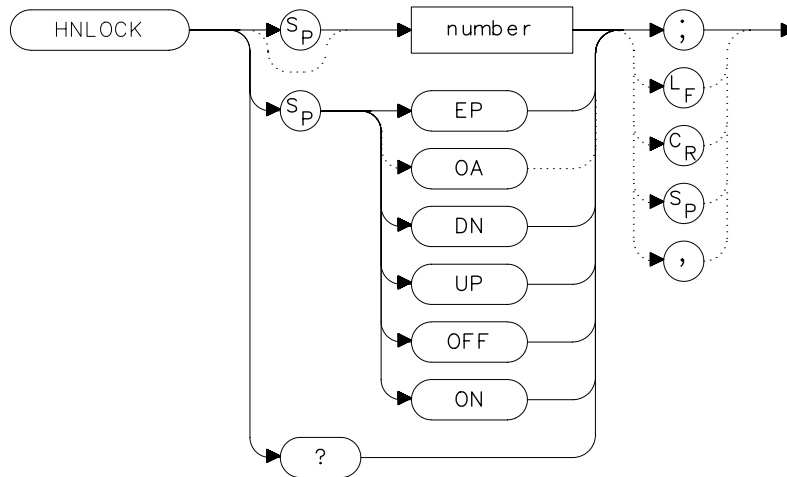 HNLOCK
SP
number
;
LF
SP
EP
CR
OA
SP
DN
,
UP
OFF
ON
?